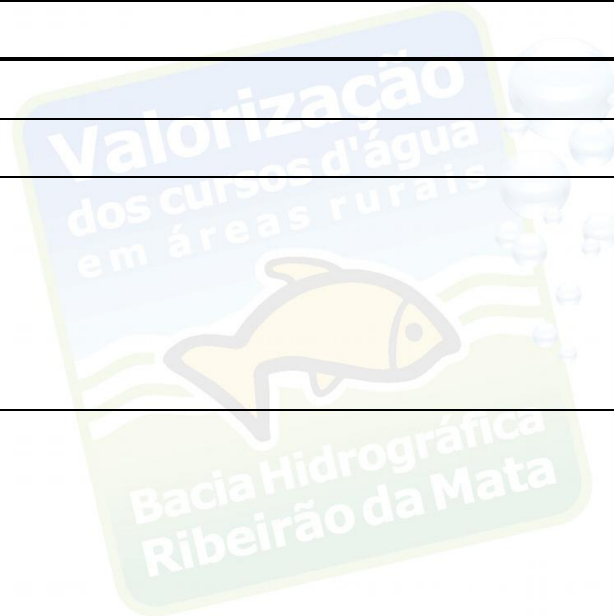 Valorização
dos cursos d'água
em áreas rurais
Bacia Hidrográfica
Ribeirão da Mata